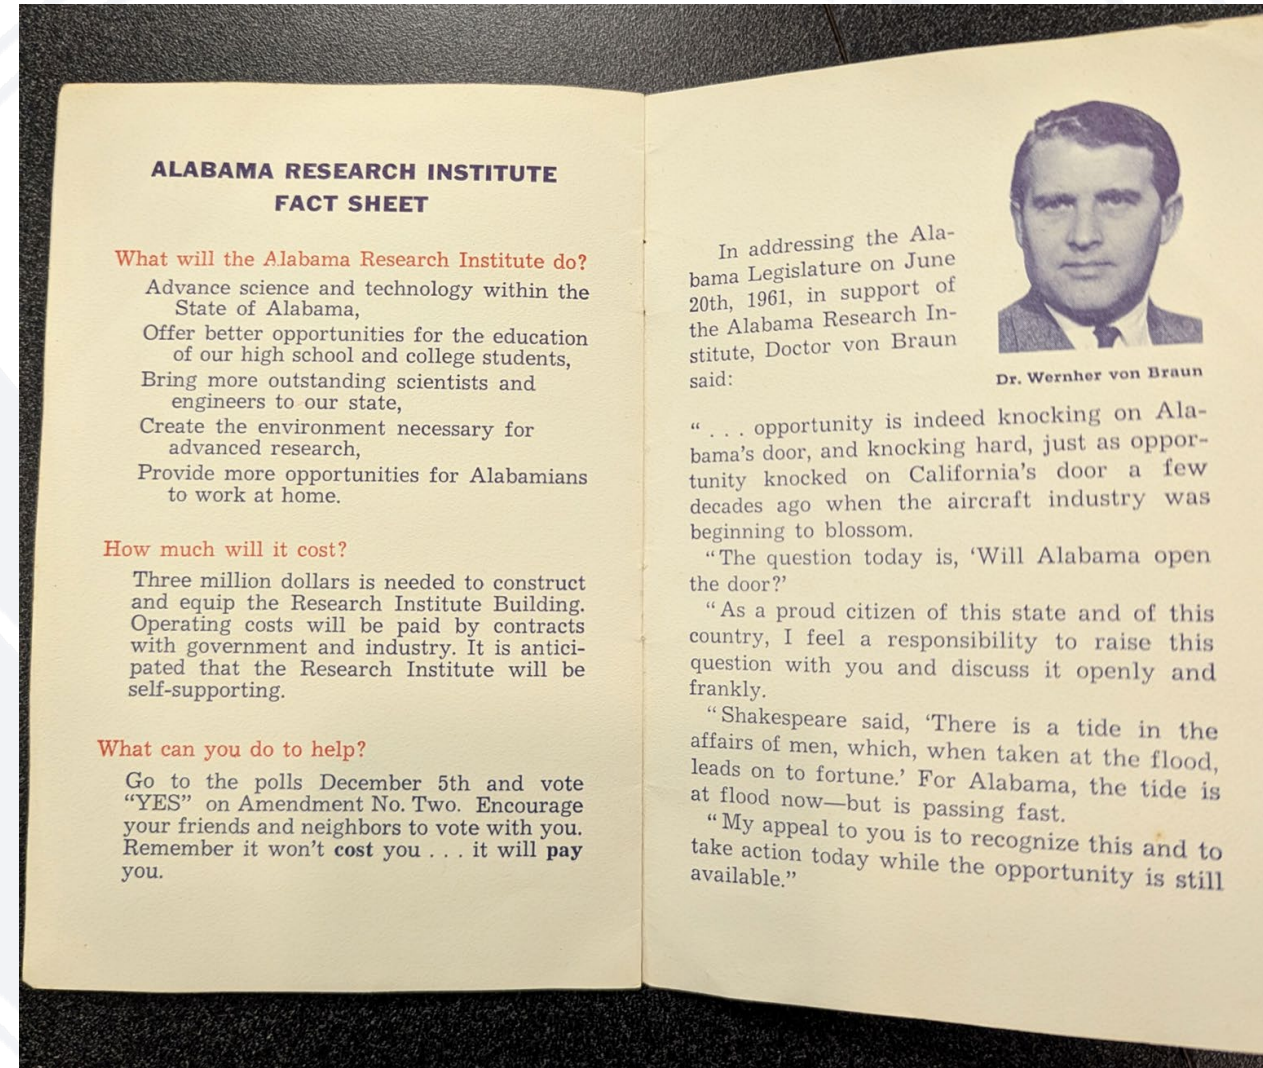 ALABAMA RESEARCH INSTITUTE
FACT SHEET
What will the Alabama Research Institute do?
Advance science and technology within the
State of Alabama,
Offer better opportunities for the education
of our high school and college students,
Bring more outstanding scientists and
engineers to our state,
Create the environment necessary for
advanced research,
Provide more opportunities for Alabamians
to work at home.
How much will it cost?
Three million dollars is needed to construct
and equip the Research Institute Building.
Operating costs will be paid by contracts
with government and industry. It is antici-
pated that the Research Institute will be
self-supporting.
What can you do to help?
Go to the polls December 5th and vote
“YES” on Amendment No. Two. Encourage
your friends and neighbors to vote with you.
Remember it won’t cost you . . . it will pay
you.
In addressing the Ala-
bama Legislature on June
20th, 1961, in support of
the Alabama Research In-
stitute, Doctor von Braun
said:
Dr. Wernher von Braun
“ . . . opportunity is indeed knocking on Ala-
bama’s door, and knocking hard, just as oppor-
tunity knocked on California’s door a few
decades ago when the aircraft industry was
beginning to blossom.
“The question today is, ‘Will Alabama open
the door?’
“As a proud citizen of this state and of this
country, I feel a responsibility to raise this
question with you and discuss it openly and
frankly.
“Shakespeare said, ‘There is a tide in the
affairs of men, which, when taken at the flood,
leads on to fortune.’ For Alabama, the tide is
at flood now—but is passing fast.
“My appeal to you is to recognize this and to
take action today while the opportunity is still
available.”